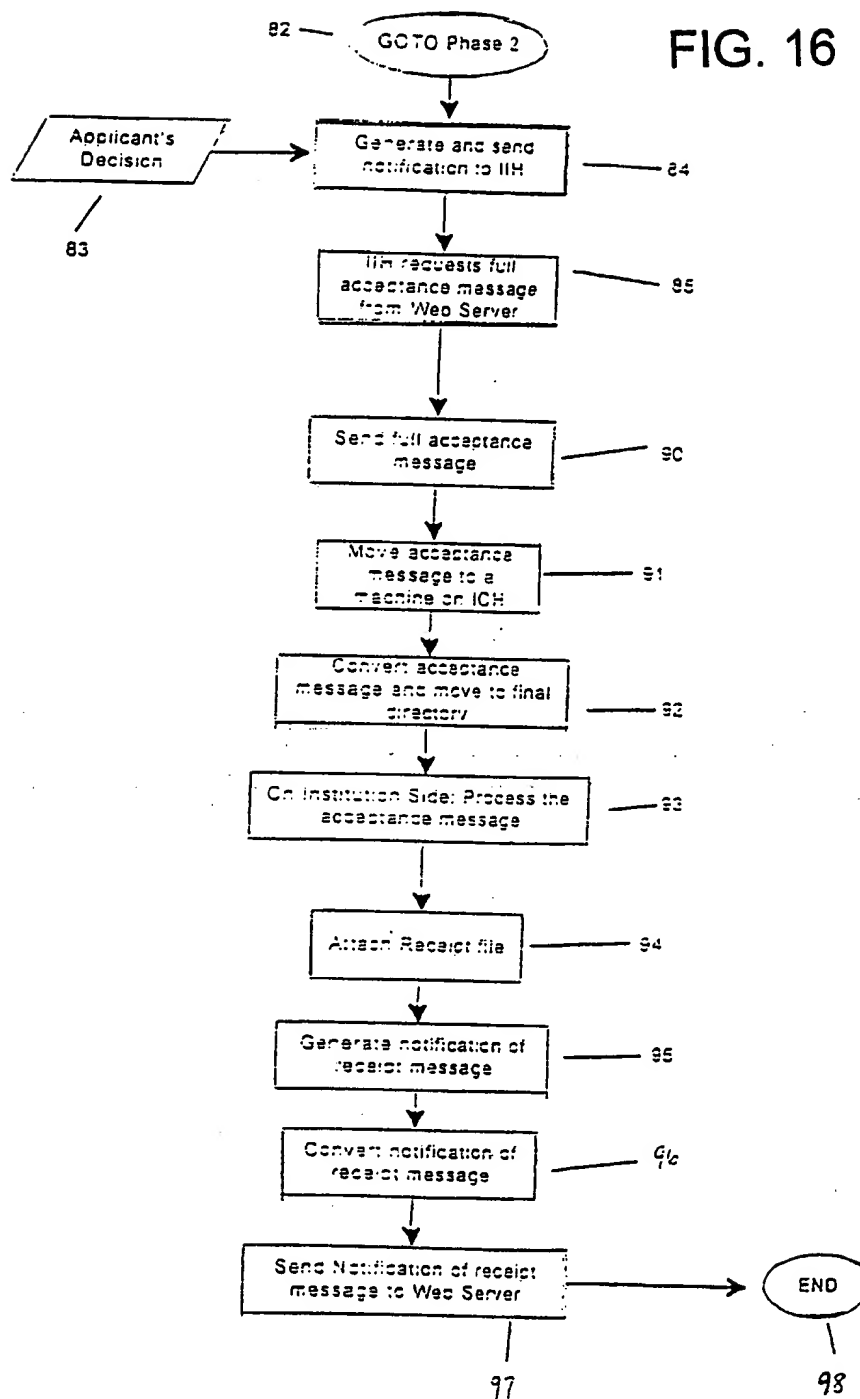 FIG. 16
82
GOTO Phase 2
Applicant's
Decision
83
Generate and send
notification to IIH
84
IIH requests full
acceptance message
from Web Server
85
Send full acceptance
message
90
Move acceptance
message to a
machine on ICH
91
Convert acceptance
message and move to final
directory
92
On Institution Side: Process the
acceptance message
93
Attach Receipt file
94
Generate notification of
receipt message
95
Convert notification of
receipt message
96
Send Notification of receipt
message to Web Server
97
END
98